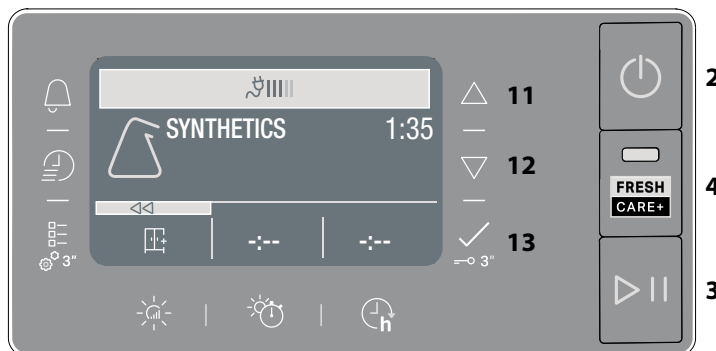 2
11
SYNTHETICS 1:35
12
FRESH
CARE+
4
-:-- -:--
3" 3" 13
h
3